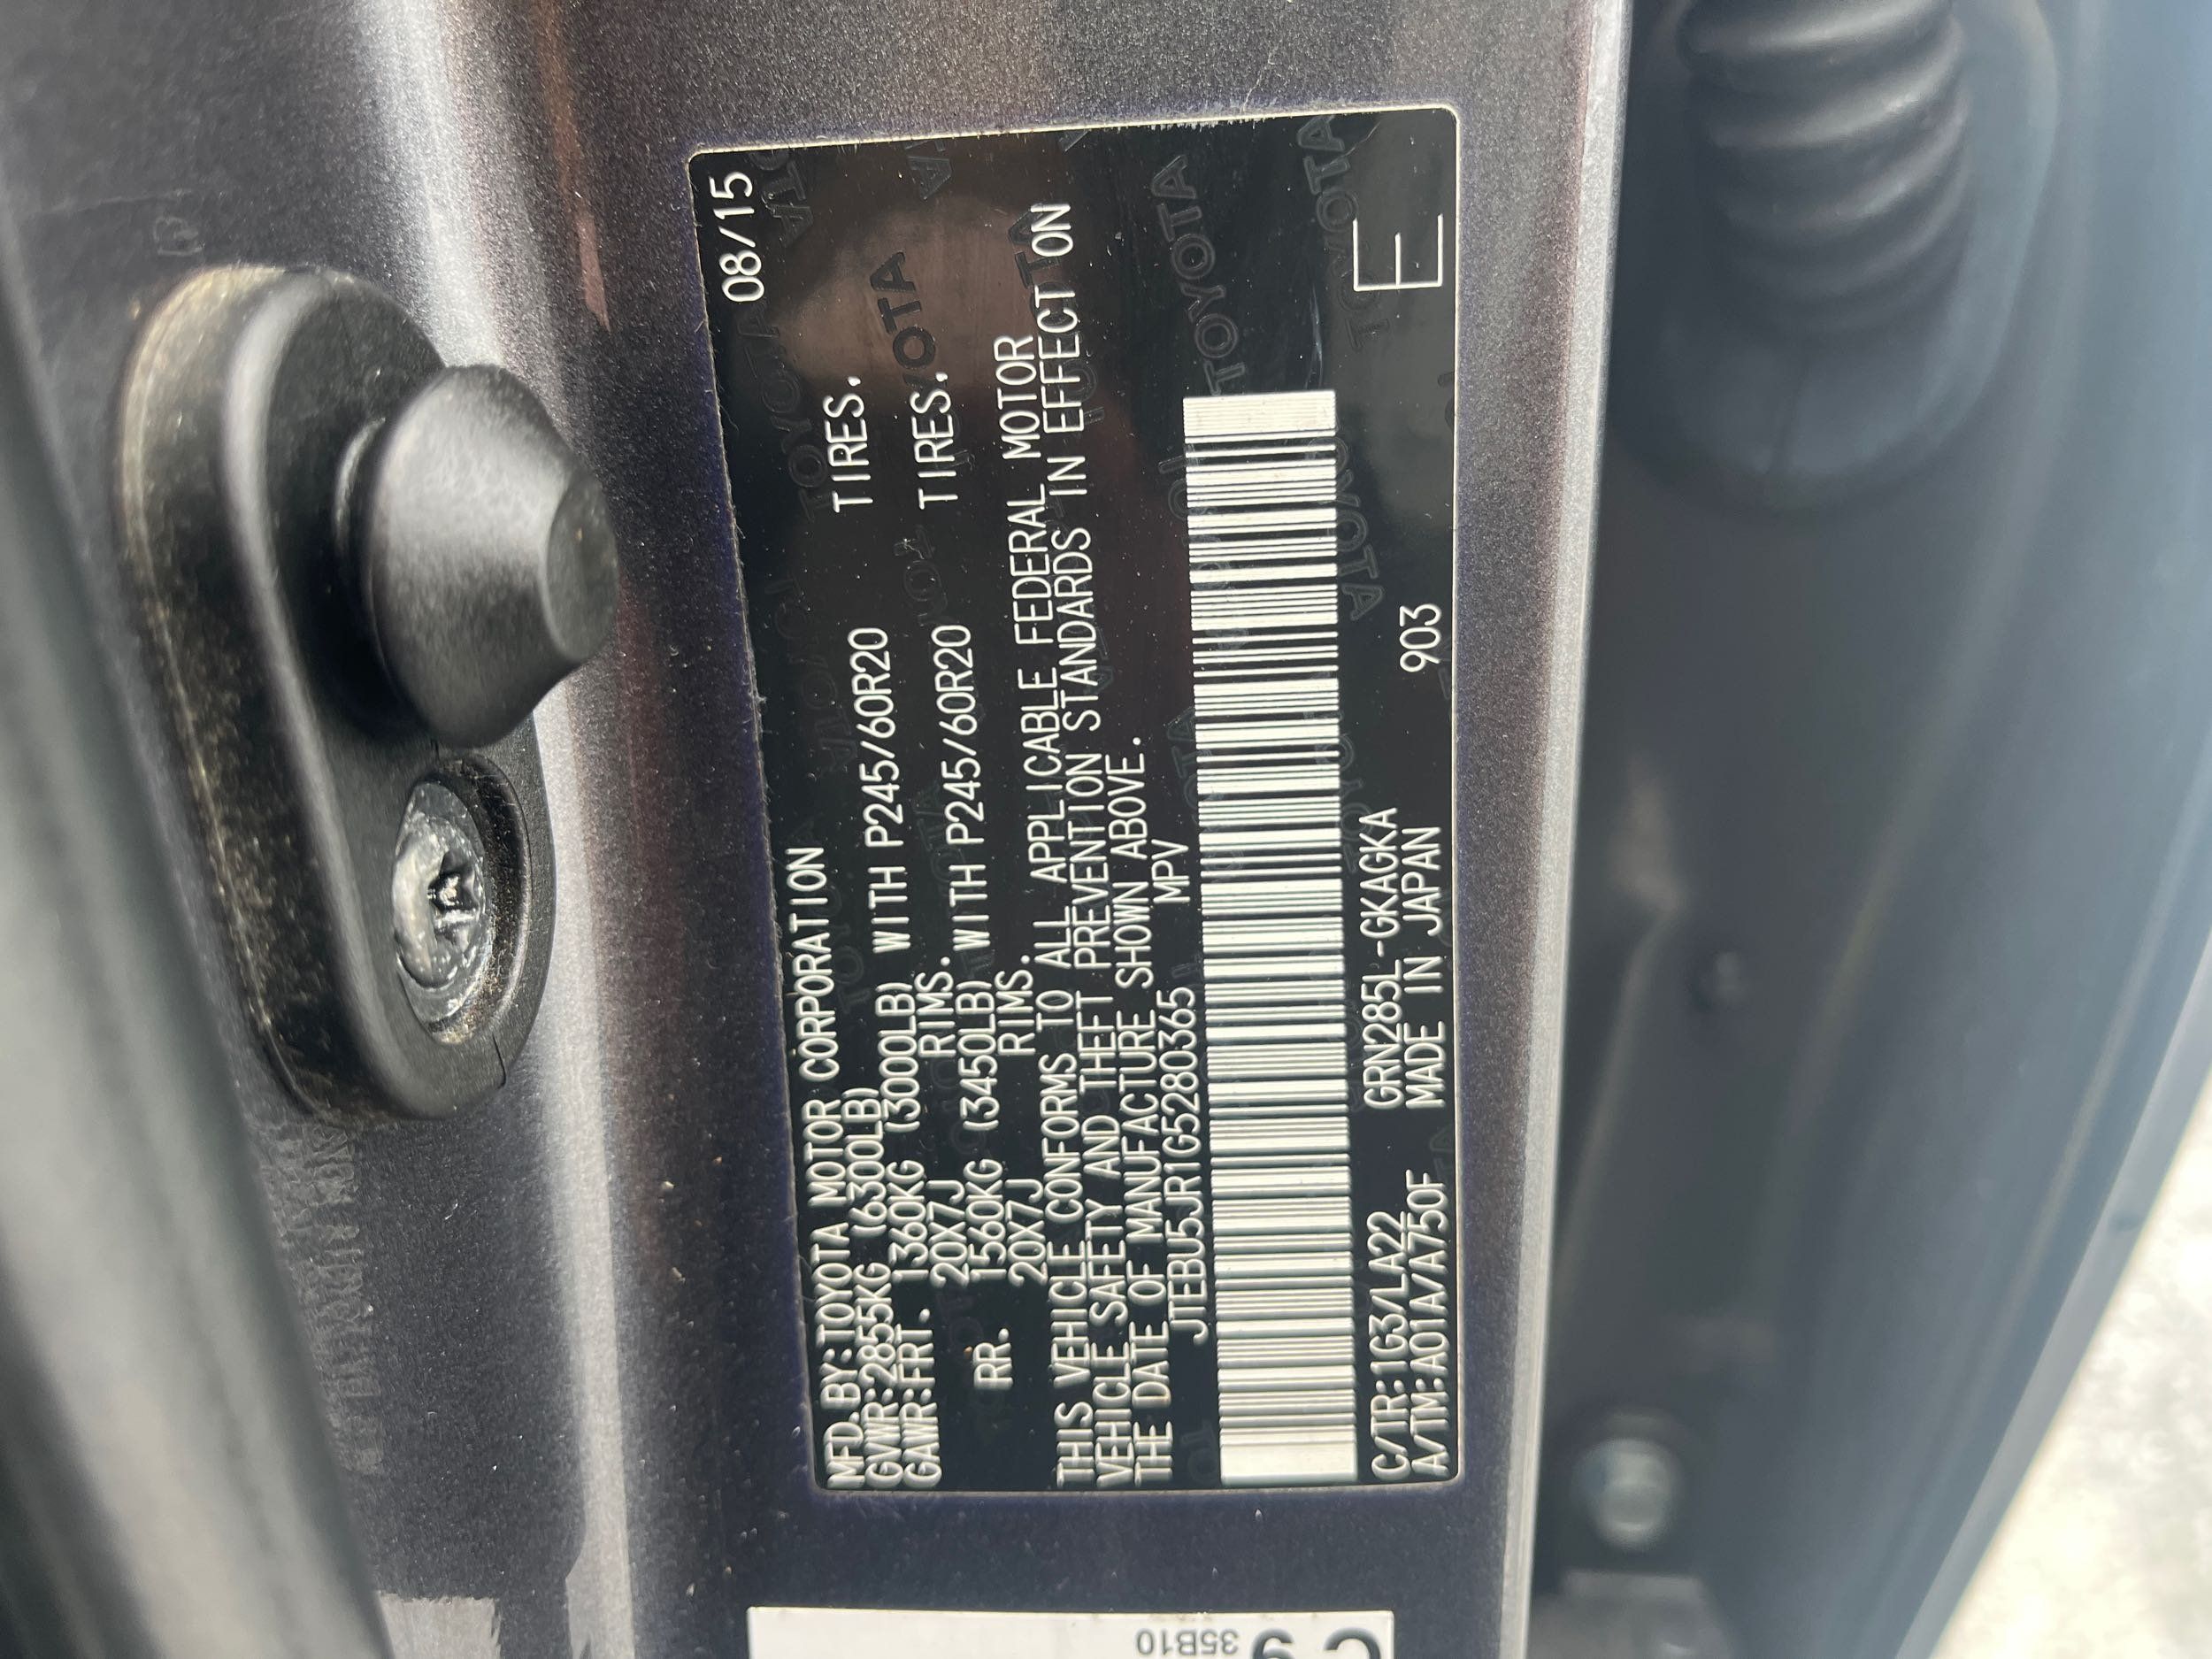 08/15
MFD.BY:TOYOTA MOTOR CORPORATION
GVWR:2855KG (6300LB)
GAWR:FRT. 1360KG (3000LB) WITH P245/60R20 TIRES.
20X7J RIMS.
RR. 1560KG (3450LB) WITH P245/60R20 TIRES.
20X7J RIMS.
THIS VEHICLE CONFORMS TO ALL APPLICABLE FEDERAL MOTOR
VEHICLE SAFETY AND THEFT PREVENTION STANDARDS IN EFFECT ON
THE DATE OF MANUFACTURE SHOWN ABOVE.
JTEBU5JR1G5280365 MPV
C/TR:1G3/LA22 GRN285L-GKAGKA
A/TM:A01A/A750F MADE IN JAPAN 903
E
35B10